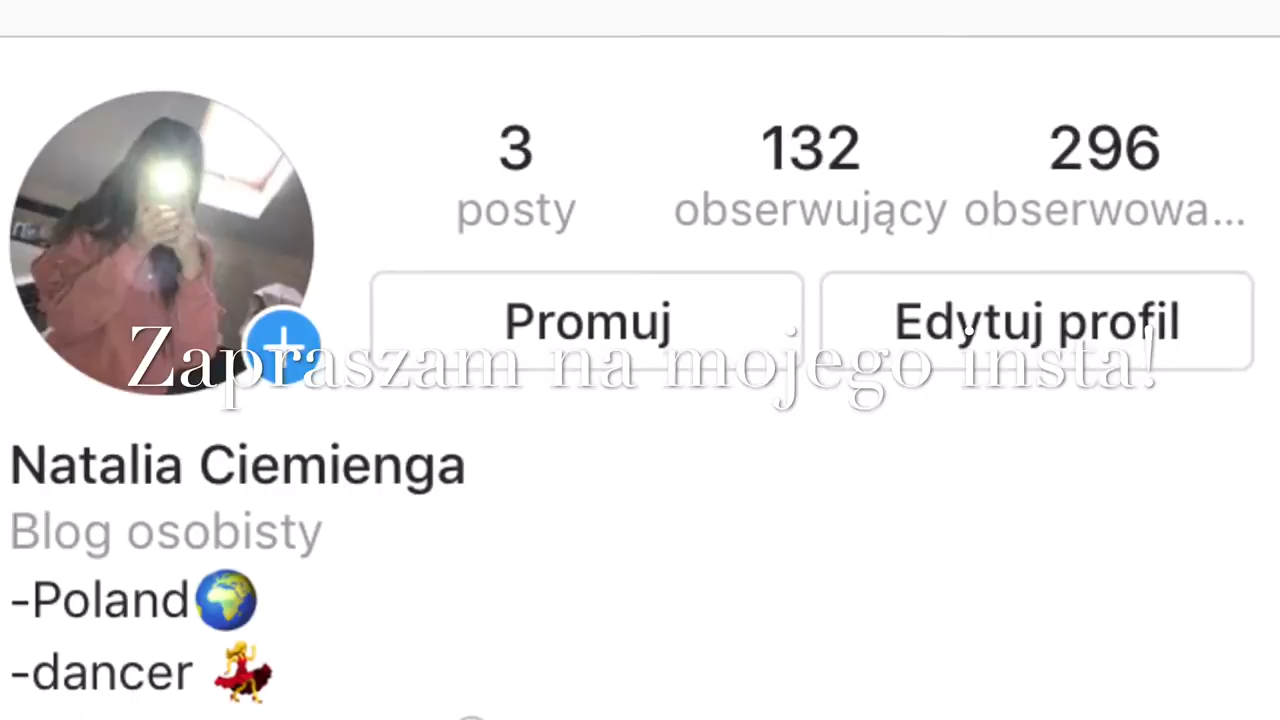 3 132 296
posty obserwujący obserwowa...
Promuj Edytuj profil
Zapraszam na mojego insta!
Natalia Ciemienga
Blog osobisty
-Poland🌍
-dancer 💃